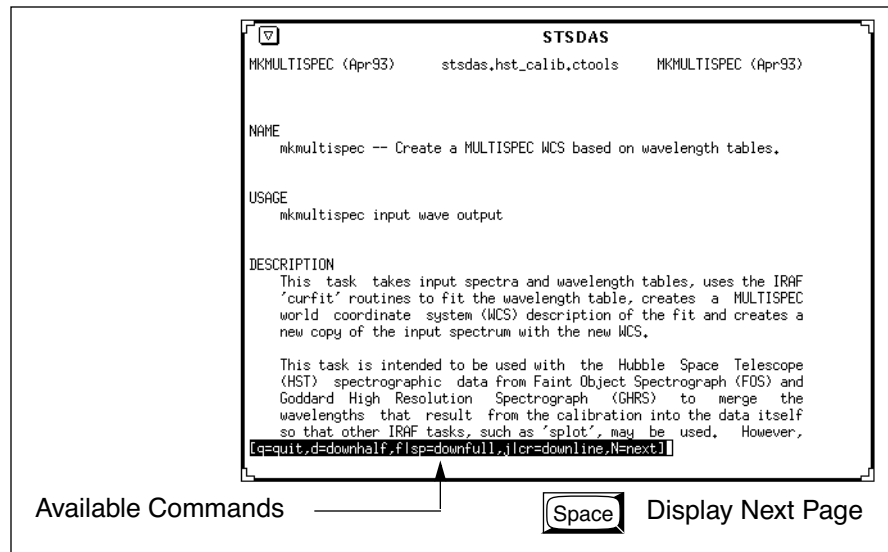 STSDAS
MKMULTISPEC (Apr93) stsdas.hst_calib.ctools MKMULTISPEC (Apr93)
NAME
mkmultispec -- Create a MULTISPEC WCS based on wavelength tables.
USAGE
mkmultispec input wave output
DESCRIPTION
This task takes input spectra and wavelength tables, uses the IRAF
'curfit' routines to fit the wavelength table, creates a MULTISPEC
world coordinate system (WCS) description of the fit and creates a
new copy of the input spectrum with the new WCS.
This task is intended to be used with the Hubble Space Telescope
(HST) spectrographic data from Faint Object Spectrograph (FOS) and
Goddard High Resolution Spectrograph (GHRS) to merge the
wavelengths that result from the calibration into the data itself
so that other IRAF tasks, such as 'splot', may be used. However,
[q=quit,d=downhalf,f|sp=downfull,j|cr=downline,N=next]
Available Commands
Space Display Next Page